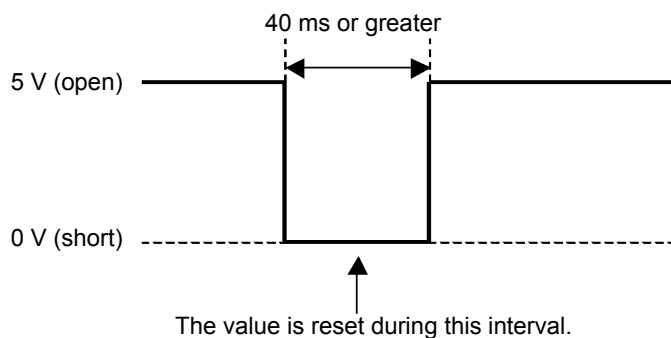 40 ms or greater
5 V (open)
0 V (short)
The value is reset during this interval.